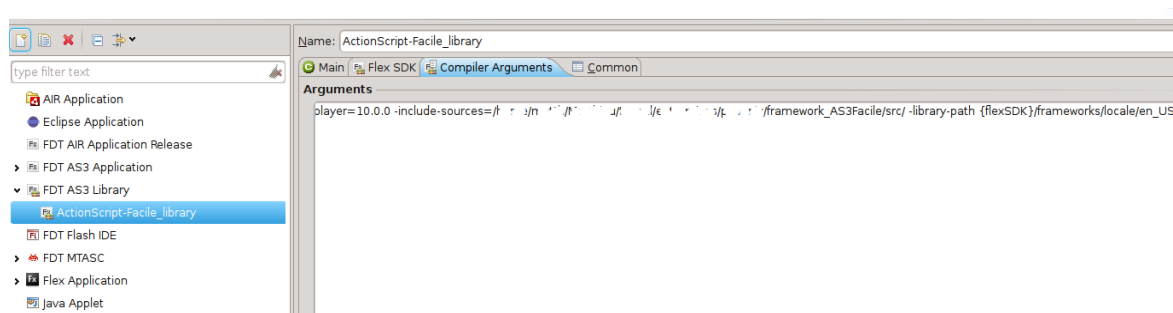 Name: ActionScript-Facile_library
type filter text
Main Flex SDK Compiler Arguments Common
Arguments
player=10.0.0 -include-sources=/ /framework_AS3Facile/src/ -library-path {flexSDK}/frameworks/locale/en_US
AIR Application
Eclipse Application
FDT AIR Application Release
FDT AS3 Application
FDT AS3 Library
ActionScript-Facile_library
FDT Flash IDE
FDT MTASC
Flex Application
Java Applet